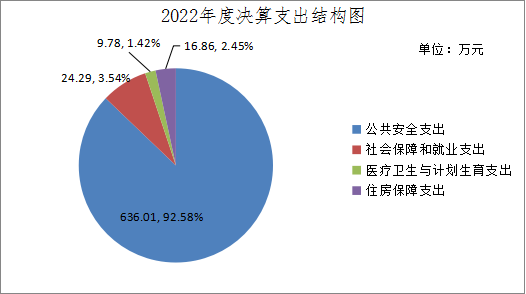 2022年度决算支出结构图
单位：万元
9.78, 1.42%
16.86, 2.45%
24.29, 3.54%
636.01, 92.58%
公共安全支出
社会保障和就业支出
医疗卫生与计划生育支出
住房保障支出